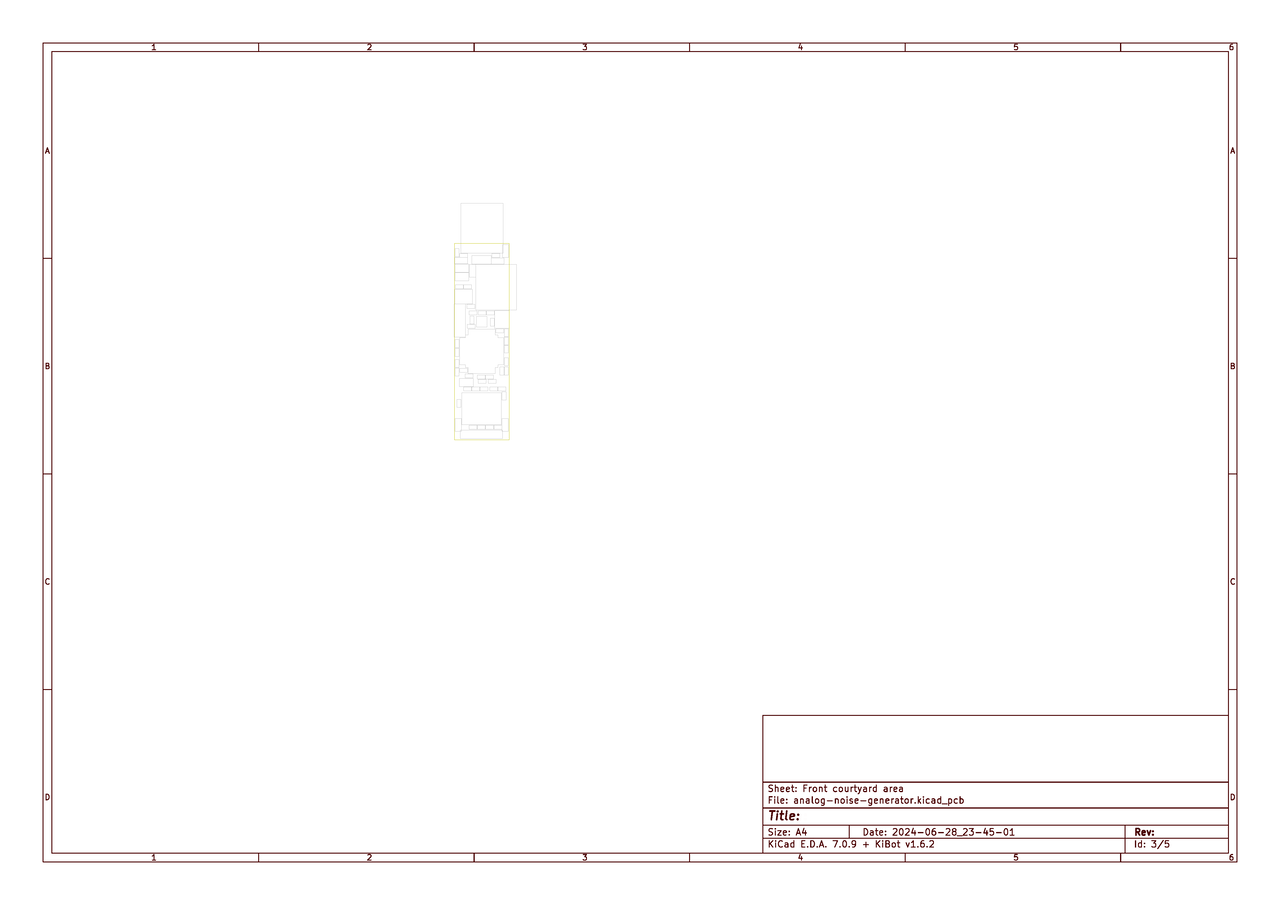 1 2 3 4 5 6
A A
B B
C C
D D
Sheet: Front courtyard area
File: analog-noise-generator.kicad_pcb
Title:
Size: A4 Date: 2024-06-28_23-45-01 Rev:
KiCad E.D.A. 7.0.9 + KiBot v1.6.2 Id: 3/5
1 2 3 4 5 6